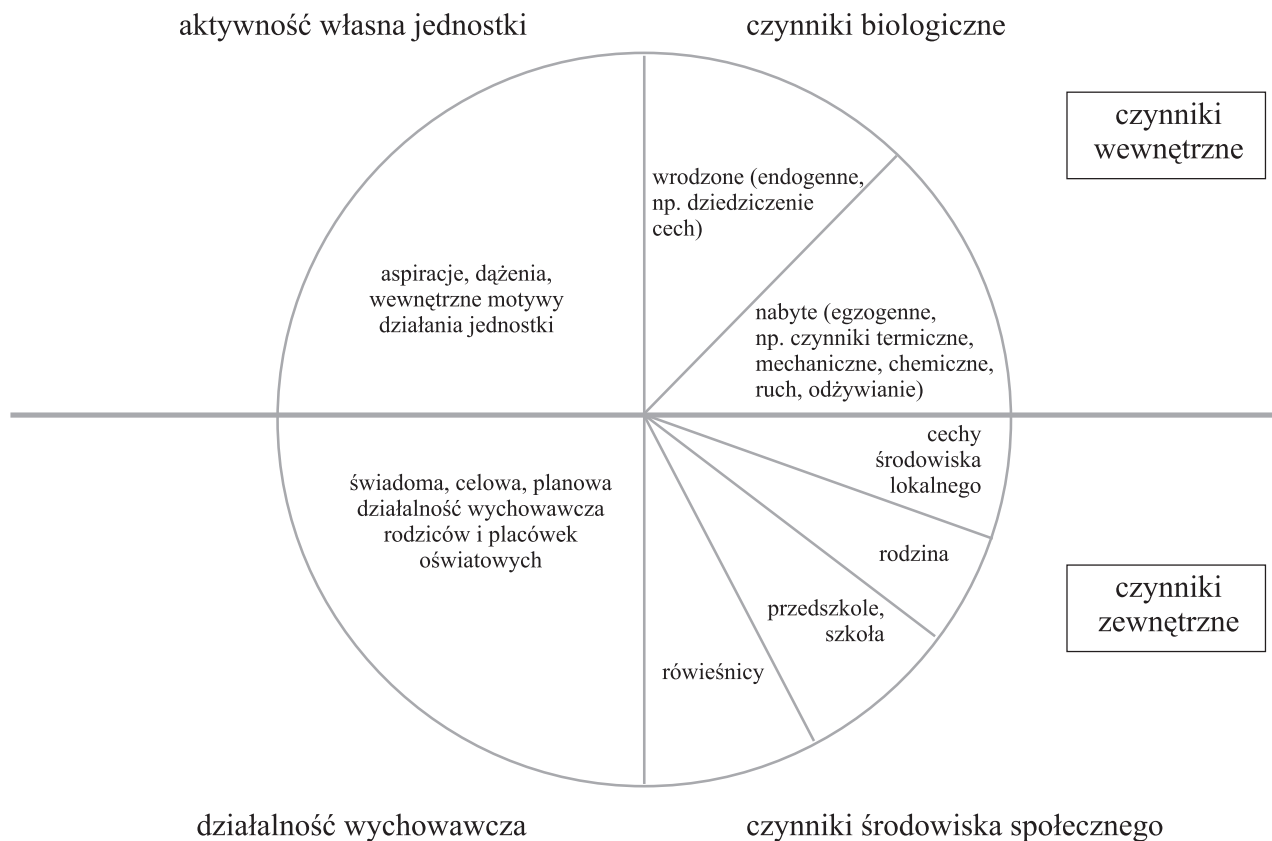 aktywność własna jednostki
czynniki biologiczne
czynniki
wewnętrzne
wrodzone (endogenne,
np. dziedziczenie
cech)
aspiracje, dążenia,
wewnętrzne motywy
działania jednostki
nabyte (egzogenne,
np. czynniki termiczne,
mechaniczne, chemiczne,
ruch, odżywianie)
cechy
środowiska
lokalnego
świadoma, celowa, planowa
działalność wychowawcza
rodziców i placówek
oświatowych
rodzina
czynniki
zewnętrzne
przedszkole,
szkoła
rówieśnicy
działalność wychowawcza
czynniki środowiska społecznego